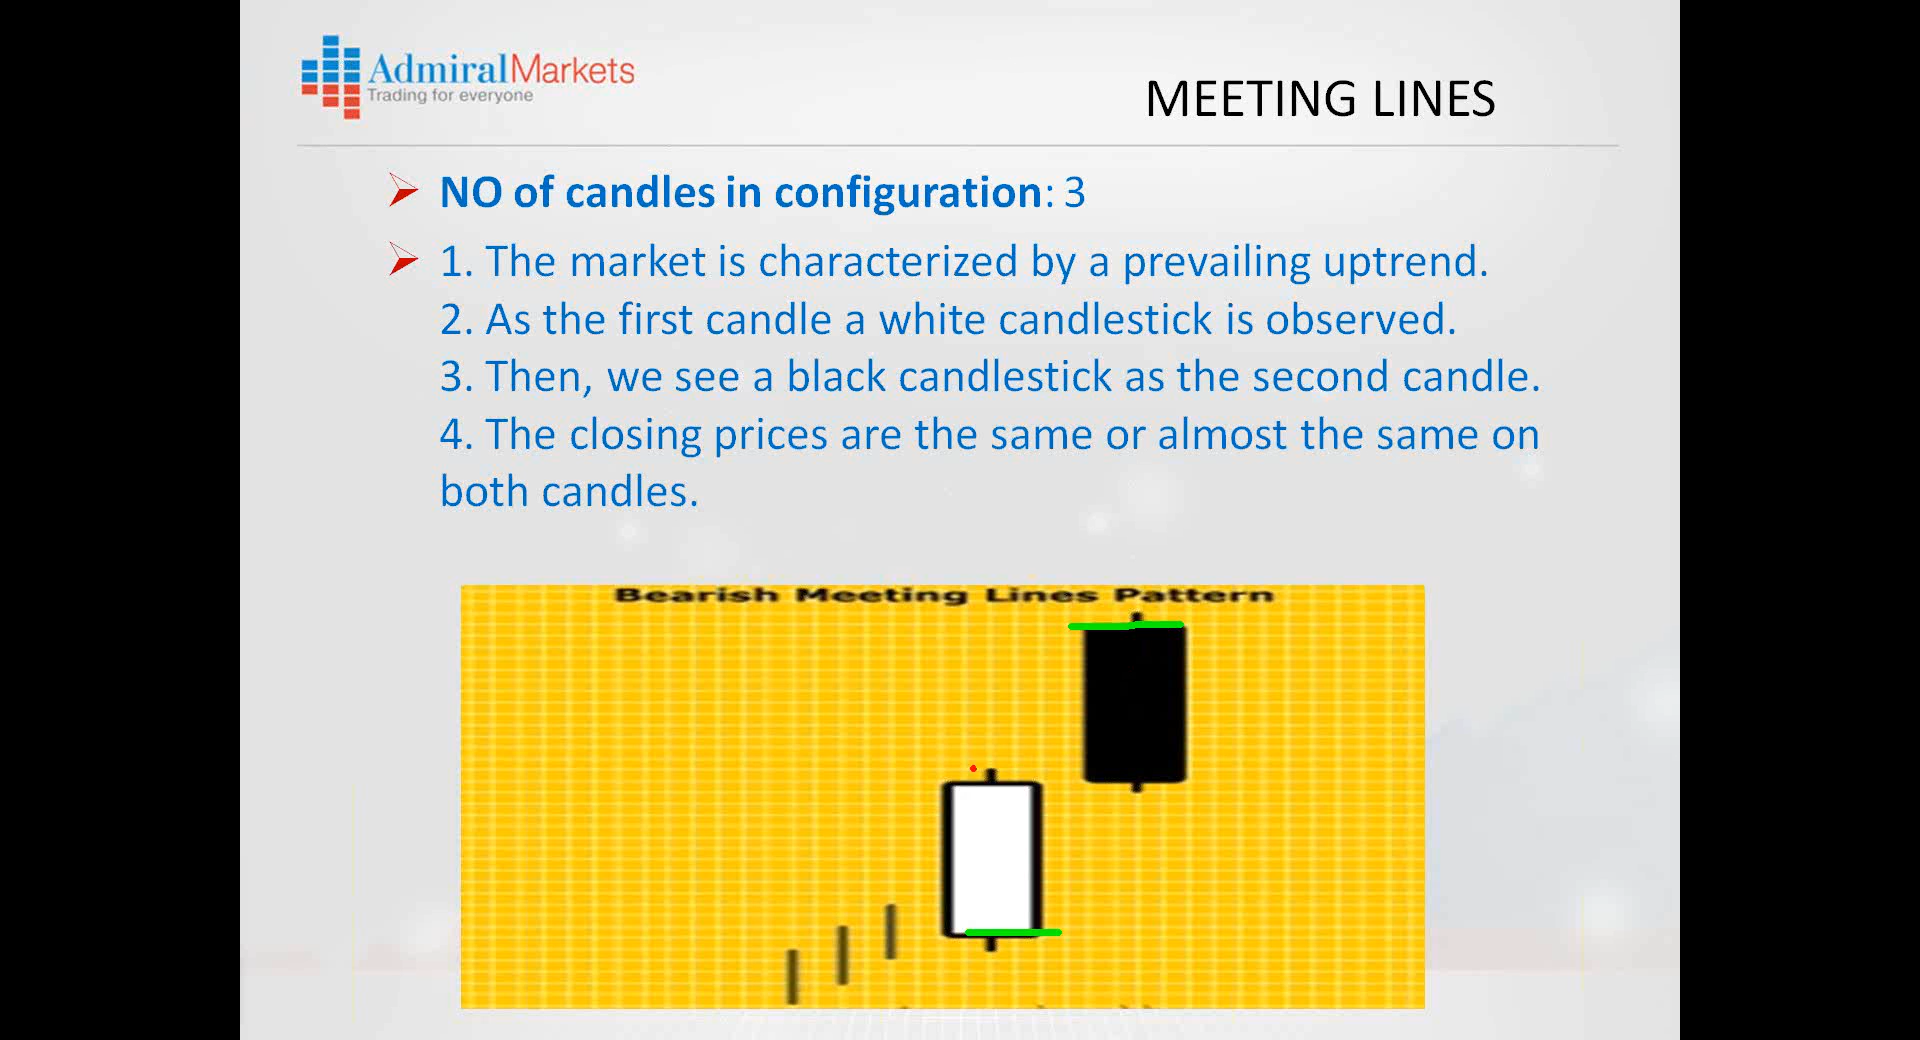 AdmiralMarkets
Trading for everyone
MEETING LINES
NO of candles in configuration: 3
1. The market is characterized by a prevailing uptrend.
2. As the first candle a white candlestick is observed.
3. Then, we see a black candlestick as the second candle.
4. The closing prices are the same or almost the same on
both candles.
Bearish Meeting Lines Pattern